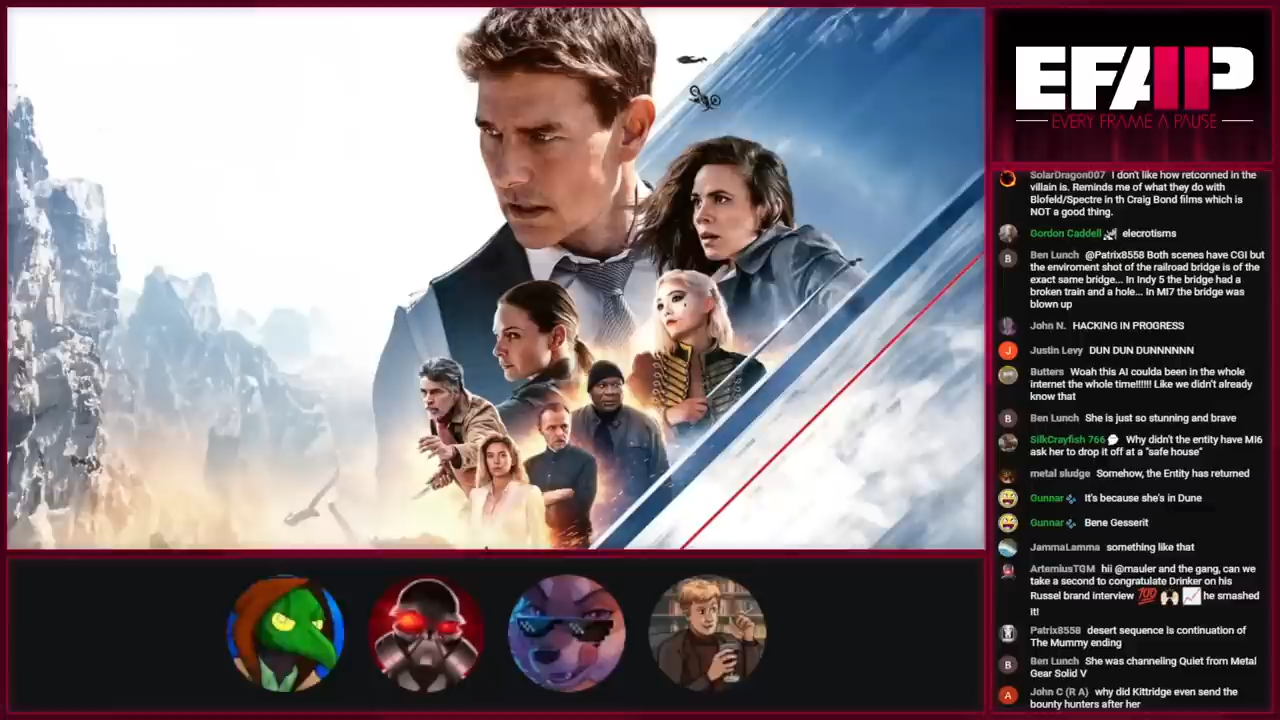 EFAP
EVERY FRAME A PAUSE
SolarDragon007 I don't like how retconned in the
villain is. Reminds me of what they do with
Blofeld/Spectre in th Craig Bond films which is
NOT a good thing.
Gordon Caddell elecrotisms
Ben Lunch @Patrix8558 Both scenes have CGI but
the enviroment shot of the railroad bridge is of the
exact same bridge... In Indy 5 the bridge had a
broken train and a hole... In MI7 the bridge was
blown up
John N. HACKING IN PROGRESS
Justin Levy DUN DUN DUNNNNNN
Butters Woah this AI coulda been in the whole
internet the whole time!!!!!! Like we didn't already
know that
Ben Lunch She is just so stunning and brave
SilkCrayfish 766 Why didn't the entity have MI6
ask her to drop it off at a "safe house"
metal sludge Somehow, the Entity has returned
Gunnar It's because she's in Dune
Gunnar Bene Gesserit
JammaLamma something like that
ArtemiusTGM hii @mauler and the gang, can we
take a second to congratulate Drinker on his
Russel brand interview 💯 🙌🏻 📈 he smashed
it!
Patrix8558 desert sequence is continuation of
The Mummy ending
Ben Lunch She was channeling Quiet from Metal
Gear Solid V
John C (R A) why did Kittridge even send the
bounty hunters after her